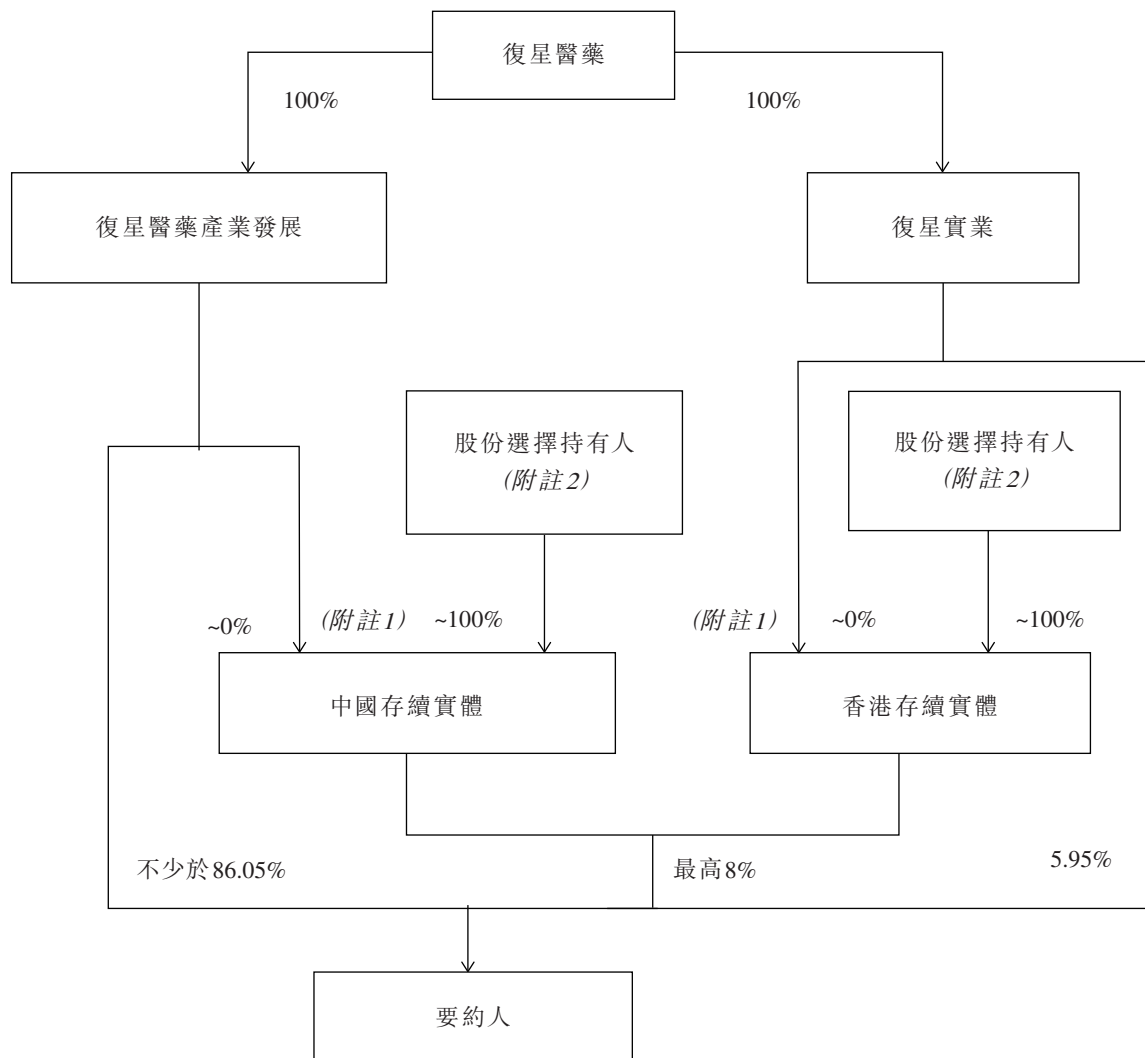 復星醫藥
100%
100%
復星醫藥產業發展
復星實業
股份選擇持有人
(附註2)
股份選擇持有人
(附註2)
~0%
(附註1)
~100%
(附註1)
~0%
~100%
中國存續實體
香港存續實體
不少於86.05%
最高8%
5.95%
要約人